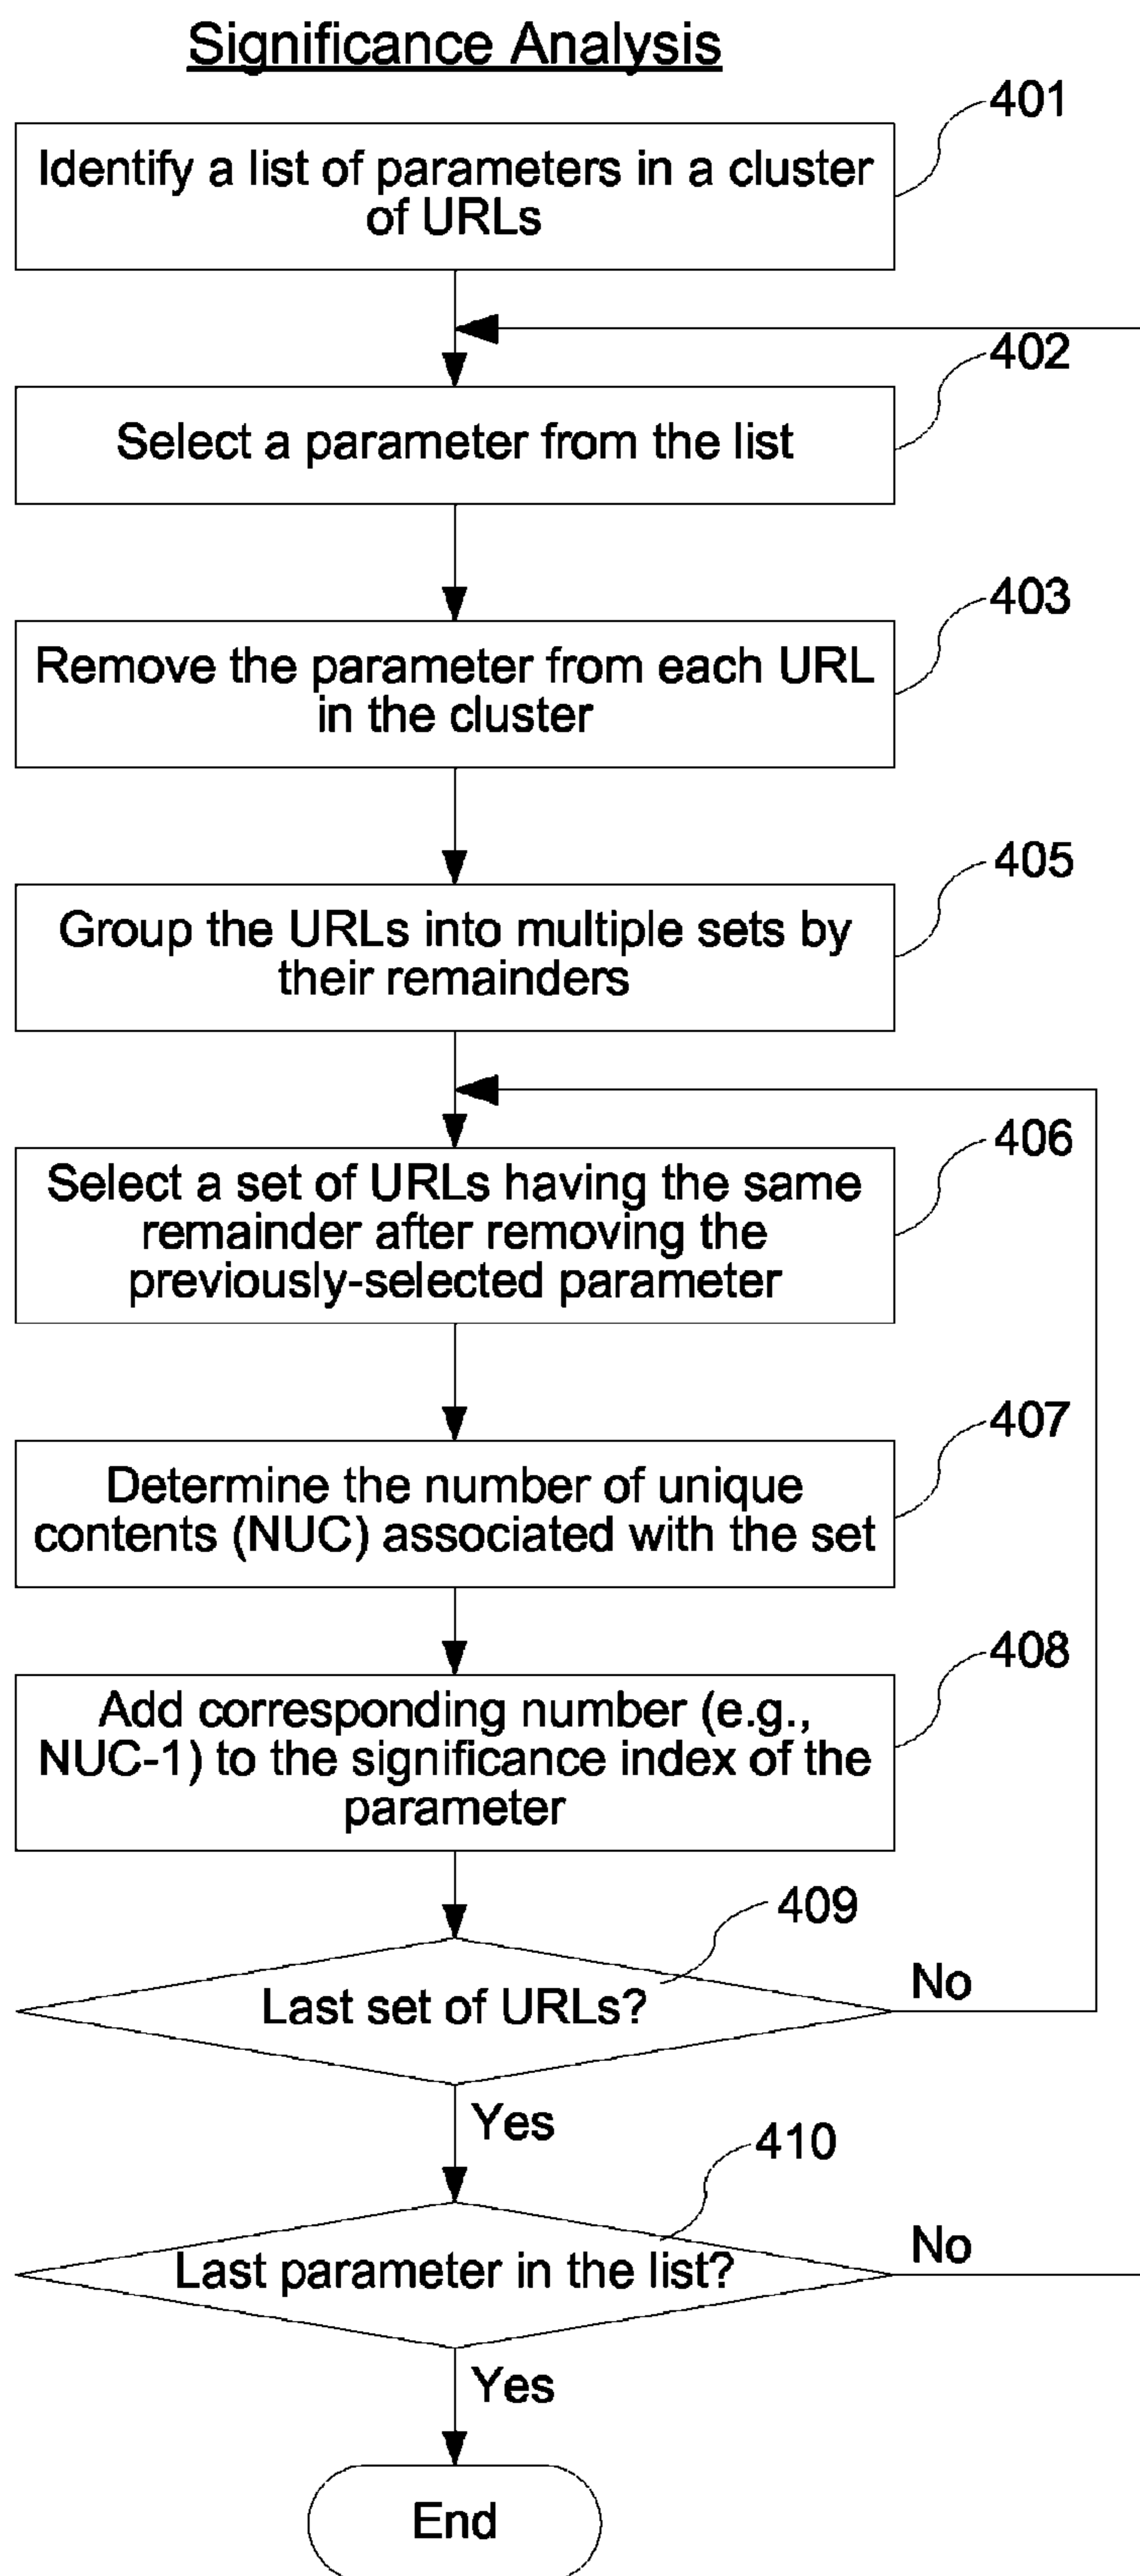 Significance Analysis
401
Identify a list of parameters in a cluster
of URLs
402
Select a parameter from the list
403
Remove the parameter from each URL
in the cluster
405
Group the URLs into multiple sets by
their remainders
406
Select a set of URLs having the same
remainder after removing the
previously-selected parameter
407
Determine the number of unique
contents (NUC) associated with the set
408
Add corresponding number (e.g.,
NUC-1) to the significance index of the
parameter
409
Last set of URLs?
No
Yes
410
Last parameter in the list?
No
Yes
End